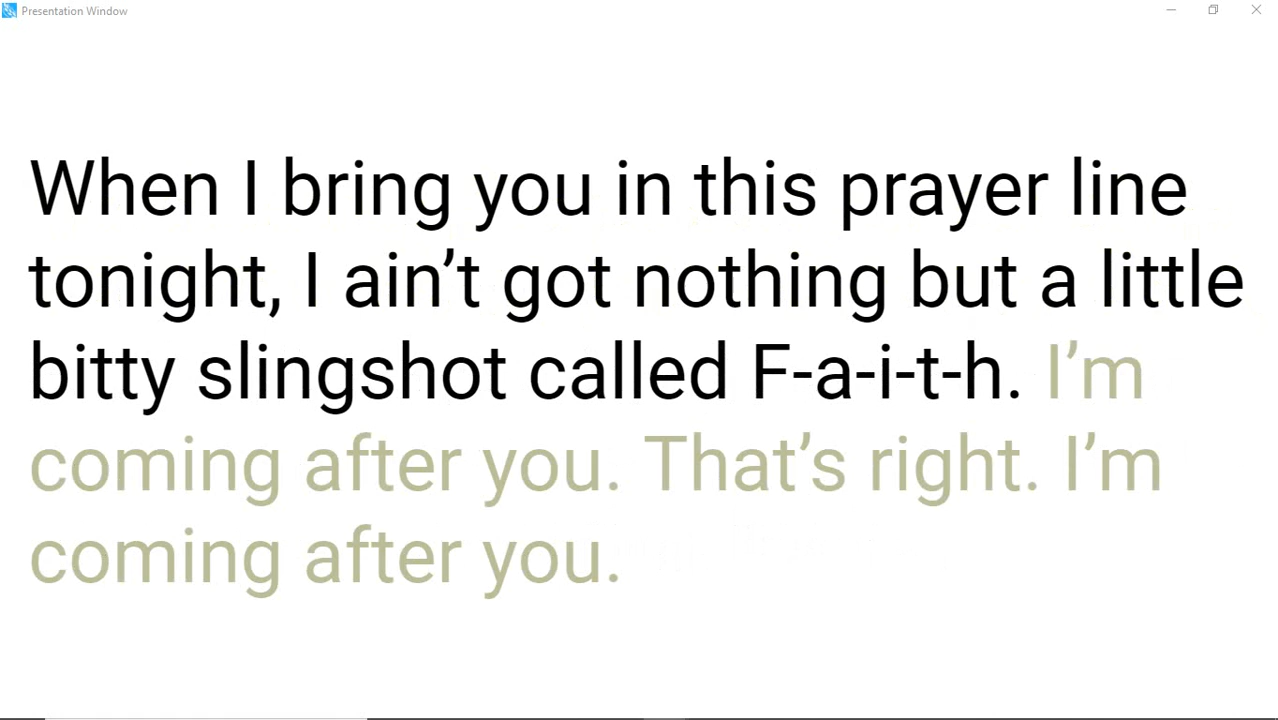 Presentation Window
When I bring you in this prayer line
tonight, I ain’t got nothing but a little
bitty slingshot called F-a-i-t-h. I’m
coming after you. That’s right. I’m
coming after you.